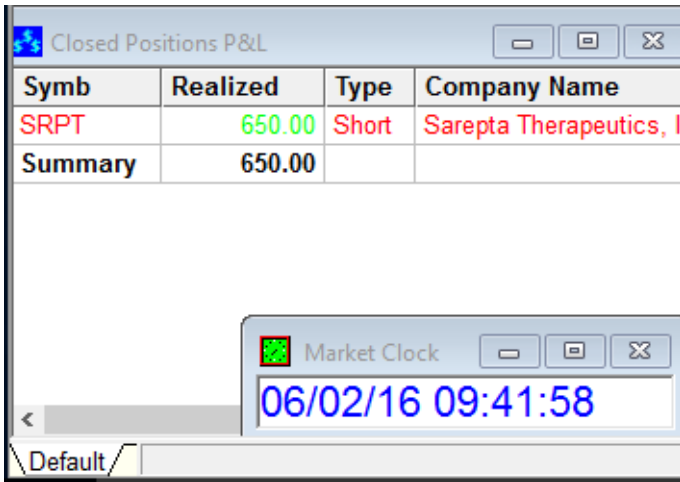 Closed Positions P&L
Symb Realized Type Company Name
SRPT 650.00 Short Sarepta Therapeutics,
Summary 650.00
Market Clock
06/02/16 09:41:58
Default